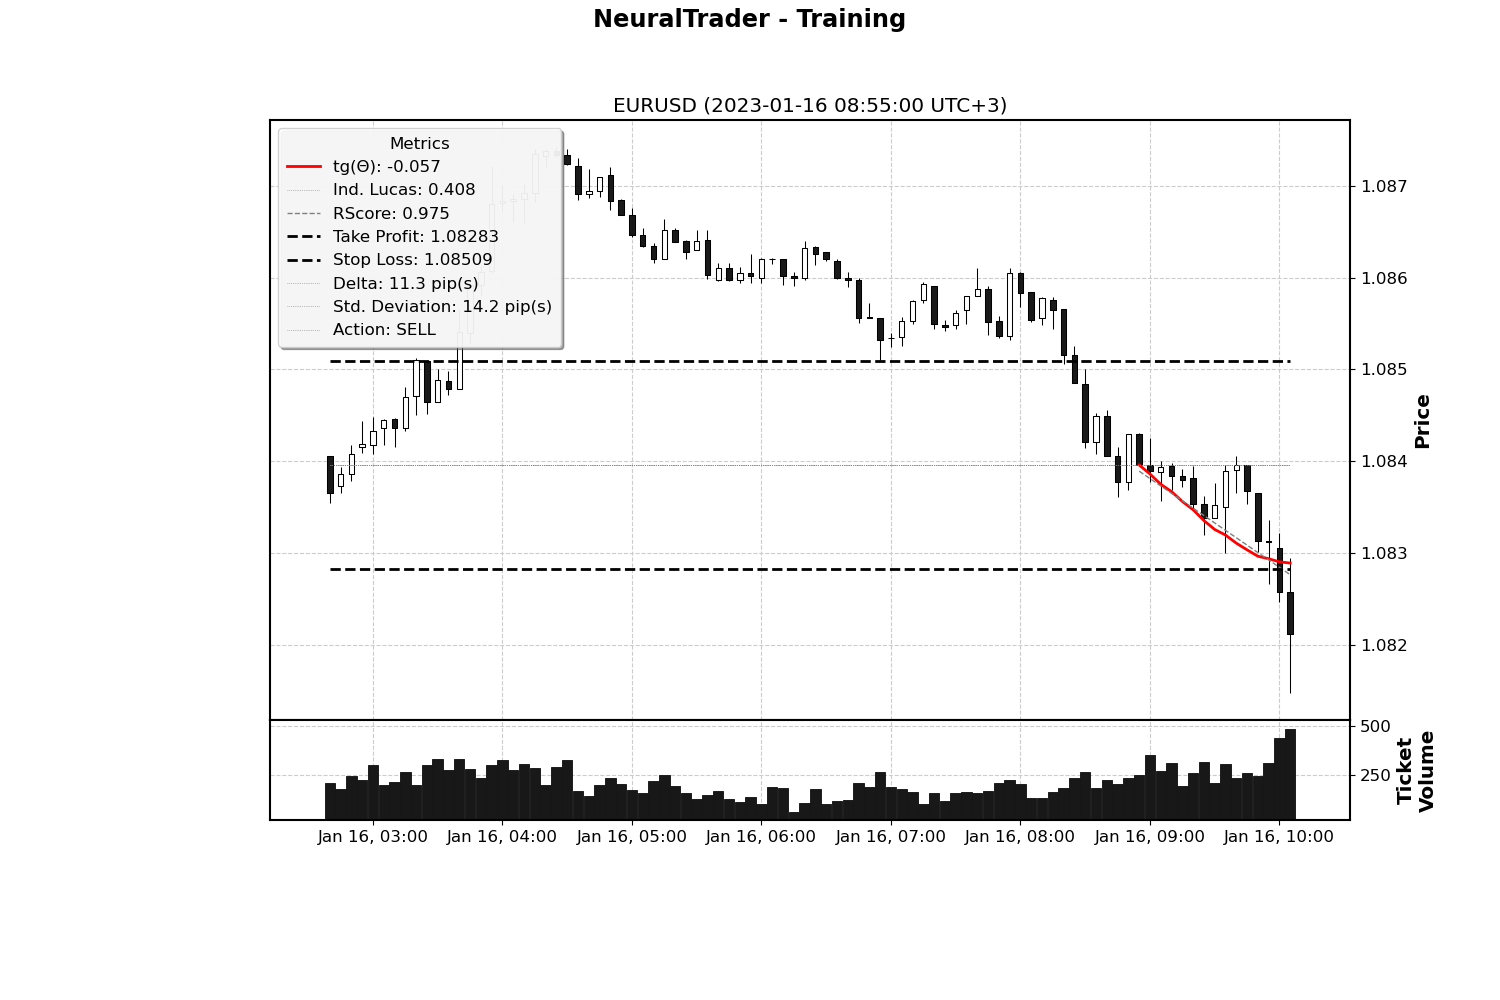 NeuralTrader - Training
EURUSD (2023-01-16 08:55:00 UTC+3)
Metrics
tg(Θ): -0.057
Ind. Lucas: 0.408
RScore: 0.975
Take Profit: 1.08283
Stop Loss: 1.08509
Delta: 11.3 pip(s)
Std. Deviation: 14.2 pip(s)
Action: SELL
1.087
1.086
1.085
1.084
1.083
1.082
Price
500
250
Ticket
Volume
Jan 16, 03:00
Jan 16, 04:00
Jan 16, 05:00
Jan 16, 06:00
Jan 16, 07:00
Jan 16, 08:00
Jan 16, 09:00
Jan 16, 10:00